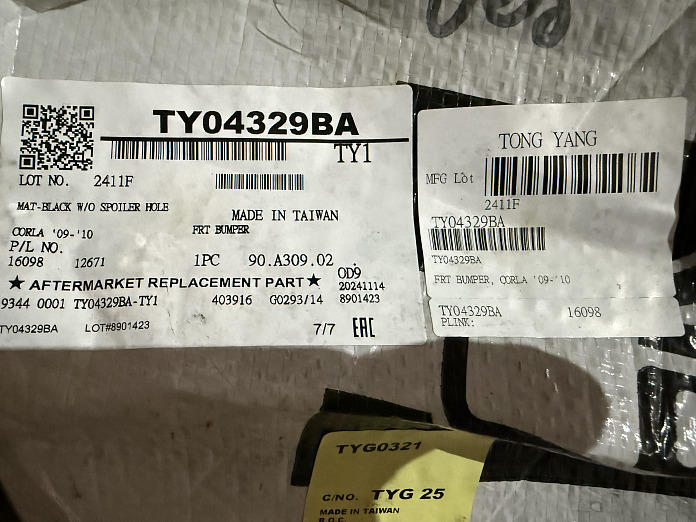 TY04329BA
TY1
LOT NO. 2411F
MAT-BLACK W/O SPOILER HOLE
MADE IN TAIWAN
CORLA '09-'10
FRT BUMPER
P/L NO.
16098 12671
1PC 90.A309.02
OD9
★ AFTERMARKET REPLACEMENT PART ★
20241114
9344 0001 TY04329BA-TY1 403916 G0293/14 8901423
TY04329BA LOT#8901423 7/7 EAC
TONG YANG
MFG Lot
2411F
TY04329BA
TY04329BA
FRT BUMPER, CORLA '09-'10
TY04329BA 16098
PLINK:
TYG0321
C/NO. TYG 25
MADE IN TAIWAN
R.O.C.